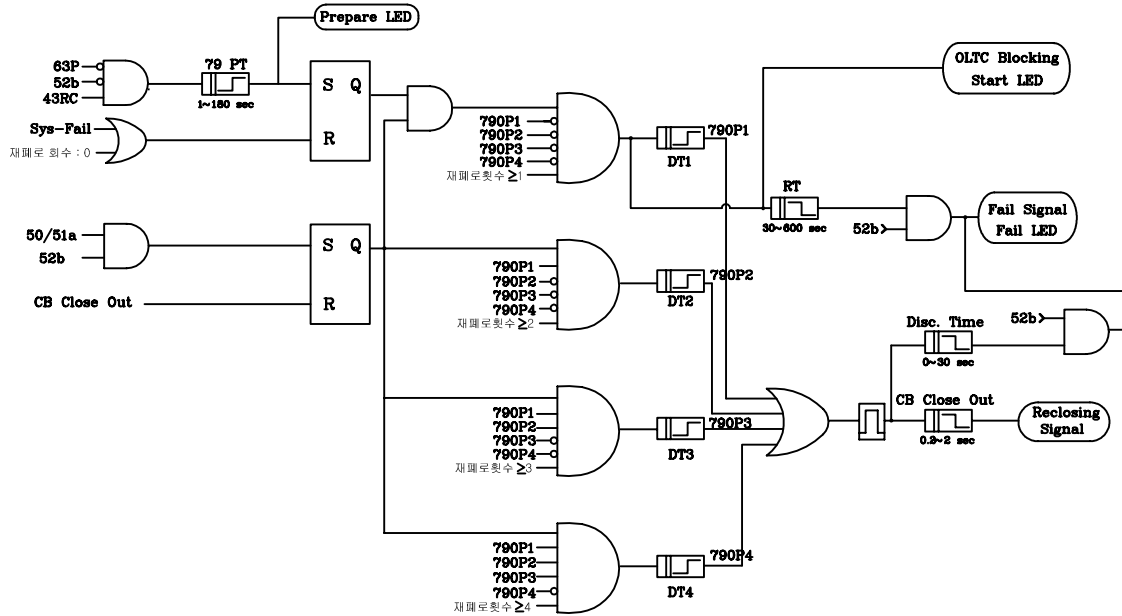 Prepare LED
63P
52b
43RC
79 PT
1~180 sec
S Q
R
Sys-Fail
재폐로 회수 : 0
790P1
790P2
790P3
790P4
재폐로횟수 ≥1
790P1
DT1
OLTC Blocking
Start LED
RT
30~600 sec
52b
Fail Signal
Fail LED
50/51a
52b
CB Close Out
S Q
R
790P1
790P2
790P3
790P4
재폐로횟수 ≥2
790P2
DT2
Disc. Time
0~30 sec
52b
790P1
790P2
790P3
790P4
재폐로횟수 ≥3
790P3
DT3
CB Close Out
0.2~2 sec
Reclosing
Signal
790P1
790P2
790P3
790P4
재폐로횟수 ≥4
790P4
DT4